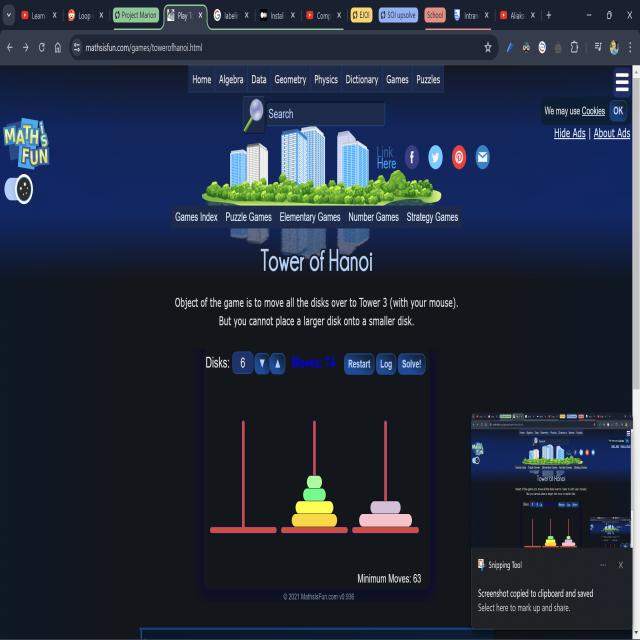 Learn
Loop
Project Marion
Play T
labelin
Instal
Comp
EJOI
SOI upsolve
School
Intran
Aliaks
mathsisfun.com/games/towerofhanoi.html
Home Algebra Data Geometry Physics Dictionary Games Puzzles
Search
We may use Cookies OK
Hide Ads | About Ads
MATH'S FUN
Link Here
Games Index Puzzle Games Elementary Games Number Games Strategy Games
Tower of Hanoi
Object of the game is to move all the disks over to Tower 3 (with your mouse).
But you cannot place a larger disk onto a smaller disk.
Disks: 6 ▼ ▲ Moves: 74 Restart Log Solve!
Minimum Moves: 63
© 2021 MathsIsFun.com v0.936
Snipping Tool
Screenshot copied to clipboard and saved
Select here to mark up and share.